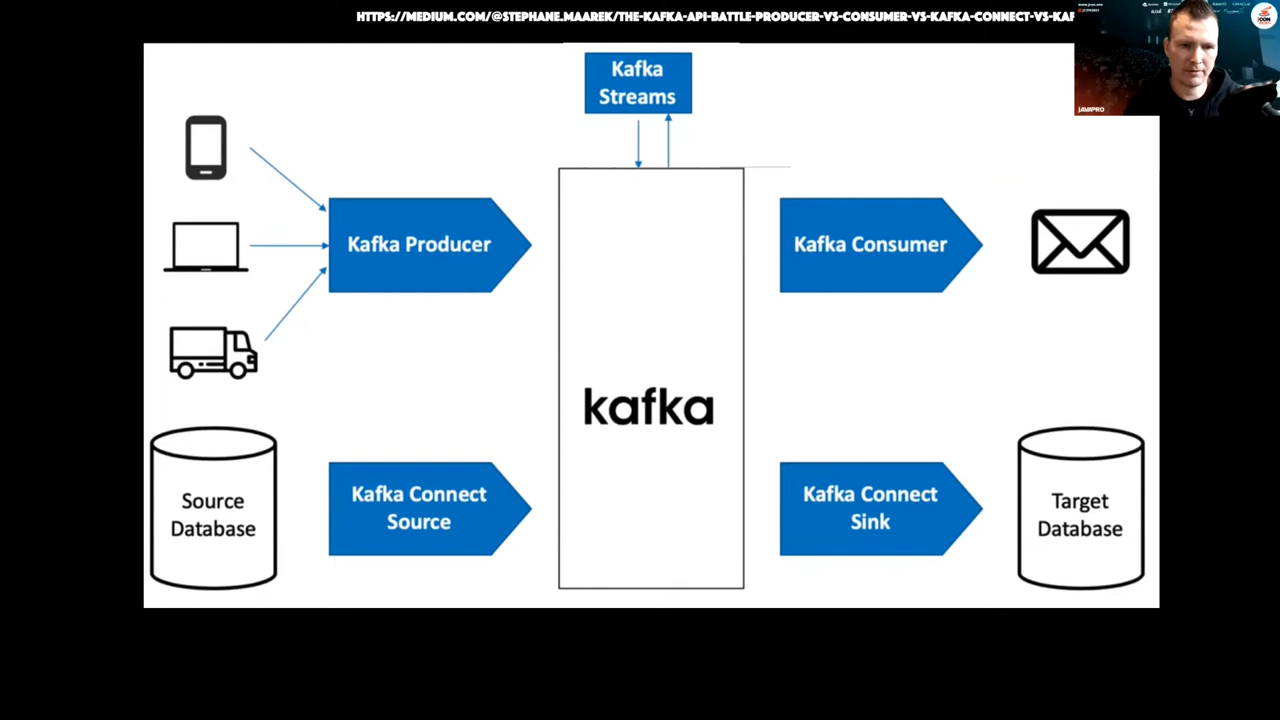 HTTPS://MEDIUM.COM/@STEPHANE.MAAREK/THE-KAFKA-API-BATTLE-PRODUCER-VS-CONSUMER-VS-KAFKA-CONNECT-VS-KAF
Kafka
Streams
Kafka Producer
Kafka Consumer
kafka
Source
Database
Kafka Connect
Source
Kafka Connect
Sink
Target
Database
JAVAPRO